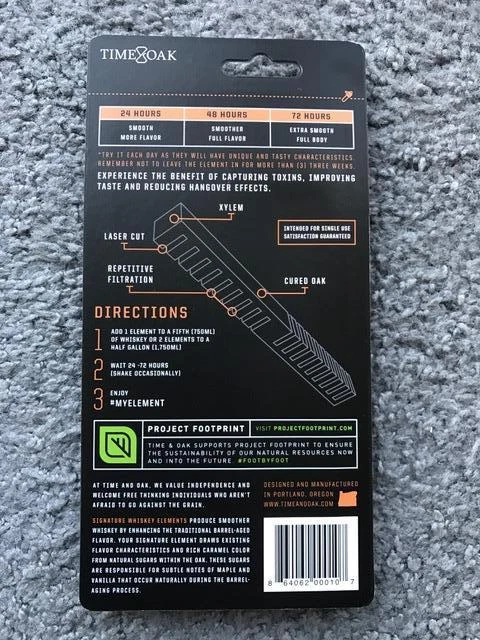 TIME & OAK
24 HOURS 48 HOURS 72 HOURS
SMOOTH SMOOTHER EXTRA SMOOTH
MORE FLAVOR FULL FLAVOR FULL BODY
*TRY IT EACH DAY AS THEY WILL HAVE UNIQUE AND TASTY CHARACTERISTICS.
REMEMBER NOT TO LEAVE THE ELEMENT IN FOR MORE THAN (3) THREE WEEKS.
EXPERIENCE THE BENEFIT OF CAPTURING TOXINS, IMPROVING
TASTE AND REDUCING HANGOVER EFFECTS.
XYLEM
INTENDED FOR SINGLE USE
SATISFACTION GUARANTEED
LASER CUT
REPETITIVE
FILTRATION
CURED OAK
DIRECTIONS
1 ADD 1 ELEMENT TO A FIFTH (750ML)
OF WHISKEY OR 2 ELEMENTS TO A
HALF GALLON (1,750ML)
2 WAIT 24 -72 HOURS
(SHAKE OCCASIONALLY)
3 ENJOY
#MYELEMENT
PROJECT FOOTPRINT VISIT PROJECTFOOTPRINT.COM
TIME & OAK SUPPORTS PROJECT FOOTPRINT TO ENSURE
THE SUSTAINABILITY OF OUR NATURAL RESOURCES NOW
AND INTO THE FUTURE. #FOOTBYFOOT
AT TIME AND OAK, WE VALUE INDEPENDENT AND
WELCOME FREE THINKING INDIVIDUALS WHO AREN'T
AFRAID TO GO AGAINST THE GRAIN.
DESIGNED AND MANUFACTURED
IN PORTLAND, OREGON
WWW.TIMEANDOAK.COM
SIGNATURE WHISKEY ELEMENTS PRODUCE SMOOTHER
WHISKEY BY ENHANCING THE TRADITIONAL BARREL-AGED
FLAVOR. YOUR SIGNATURE ELEMENT DRAWS EXISTING
FLAVOR CHARACTERISTICS AND RICH CARAMEL COLOR
FROM NATURAL SUGARS WITHIN THE OAK. THESE SUGARS
ARE RESPONSIBLE FOR SUBTLE NOTES OF MAPLE AND
VANILLA THAT OCCUR NATURALLY DURING THE BARREL-
AGING PROCESS.
8 64062 00010 7